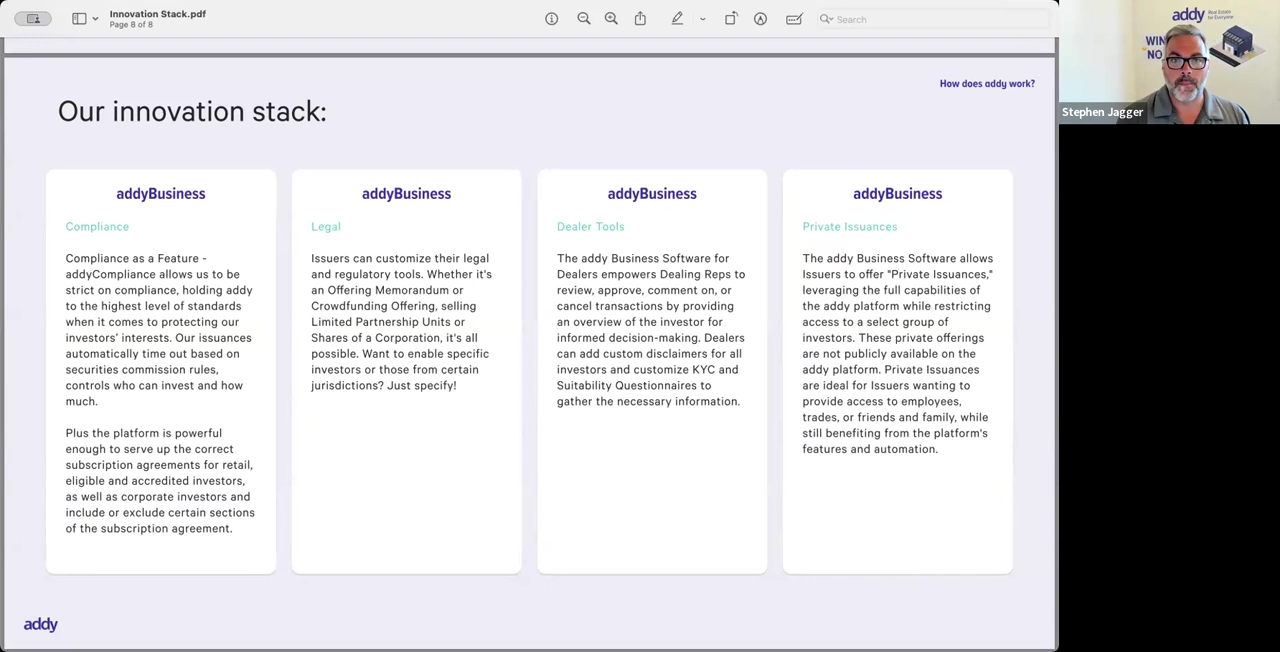 Innovation Stack.pdf
Page 8 of 8
Search
addy
Real Estate
for Everyone
Stephen Jagger
How does addy work?
Our innovation stack:
addyBusiness
Compliance
Compliance as a Feature -
addyCompliance allows us to be
strict on compliance, holding addy
to the highest level of standards
when it comes to protecting our
investors' interests. Our issuances
automatically time out based on
securities commission rules,
controls who can invest and how
much.
Plus the platform is powerful
enough to serve up the correct
subscription agreements for retail,
eligible and accredited investors,
as well as corporate investors and
include or exclude certain sections
of the subscription agreement.
addyBusiness
Legal
Issuers can customize their legal
and regulatory tools. Whether it's
an Offering Memorandum or
Crowdfunding Offering, selling
Limited Partnership Units or
Shares of a Corporation, it's all
possible. Want to enable specific
investors or those from certain
jurisdictions? Just specify!
addyBusiness
Dealer Tools
The addy Business Software for
Dealers empowers Dealing Reps to
review, approve, comment on, or
cancel transactions by providing
an overview of the investor for
informed decision-making. Dealers
can add custom disclaimers for all
investors and customize KYC and
Suitability Questionnaires to
gather the necessary information.
addyBusiness
Private Issuances
The addy Business Software allows
Issuers to offer "Private Issuances,"
leveraging the full capabilities of
the addy platform while restricting
access to a select group of
investors. These private offerings
are not publicly available on the
addy platform. Private Issuances
are ideal for Issuers wanting to
provide access to employees,
trades, or friends and family, while
still benefiting from the platform's
features and automation.
addy